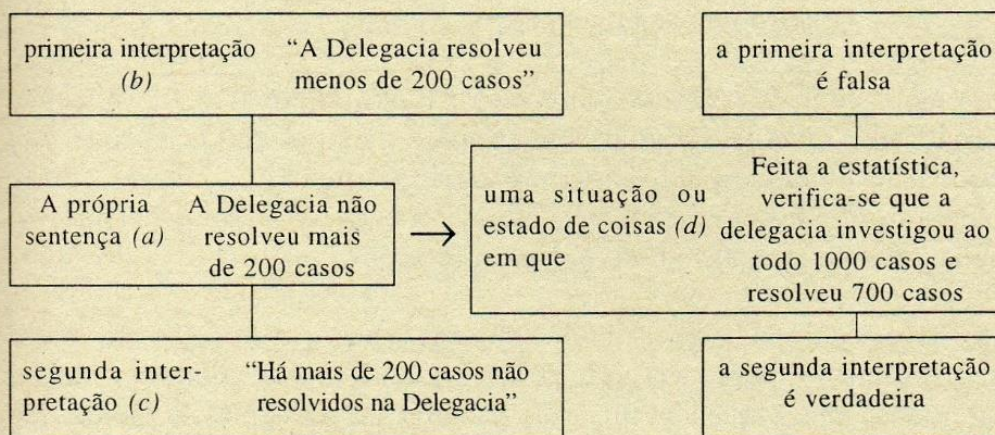 primeira interpretação
(b)
“A Delegacia resolveu
menos de 200 casos”
a primeira interpretação
é falsa
A própria
sentença (a)
A Delegacia não
resolveu mais
de 200 casos
→
uma situação ou
estado de coisas (d)
em que
Feita a estatística,
verifica-se que a
delegacia investigou ao
todo 1000 casos e
resolveu 700 casos
segunda inter-
pretação (c)
“Há mais de 200 casos não
resolvidos na Delegacia”
a segunda interpretação
é verdadeira